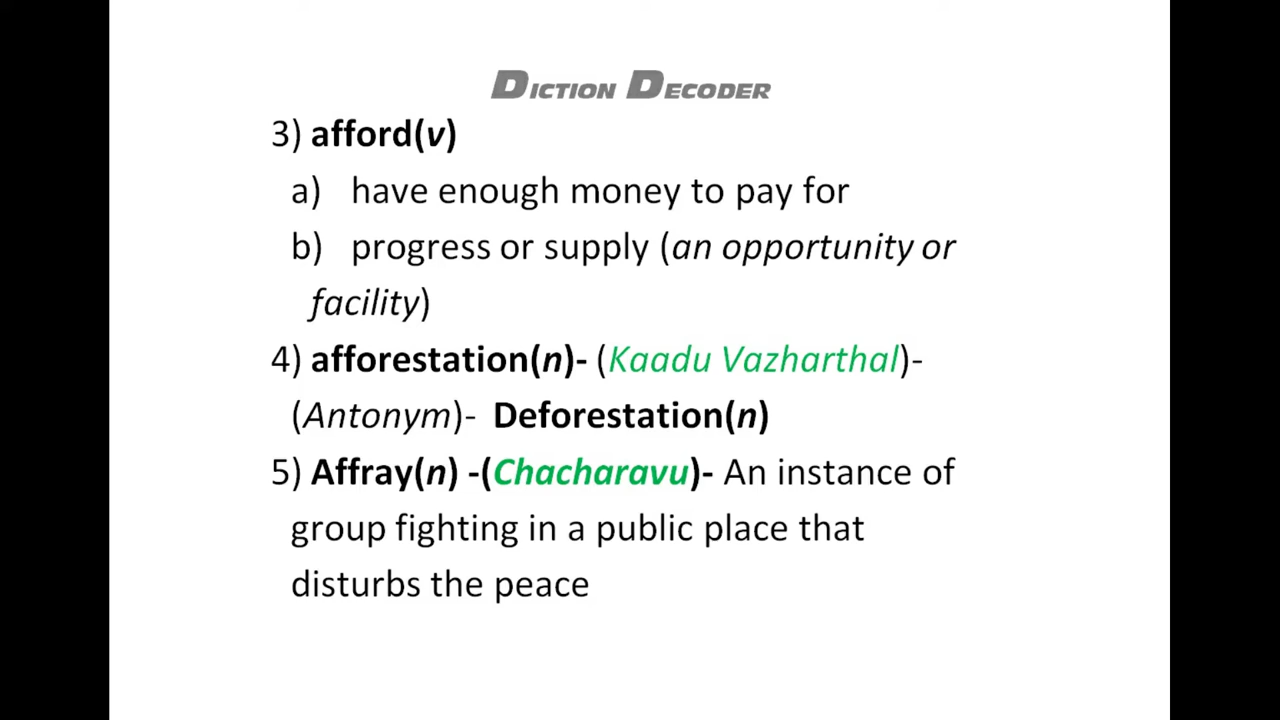 DICTION DECODER
3) afford(v)
a) have enough money to pay for
b) progress or supply (an opportunity or
facility)
4) afforestation(n)- (Kaadu Vazharthal)-
(Antonym)- Deforestation(n)
5) Affray(n) -(Chacharavu)- An instance of
group fighting in a public place that
disturbs the peace